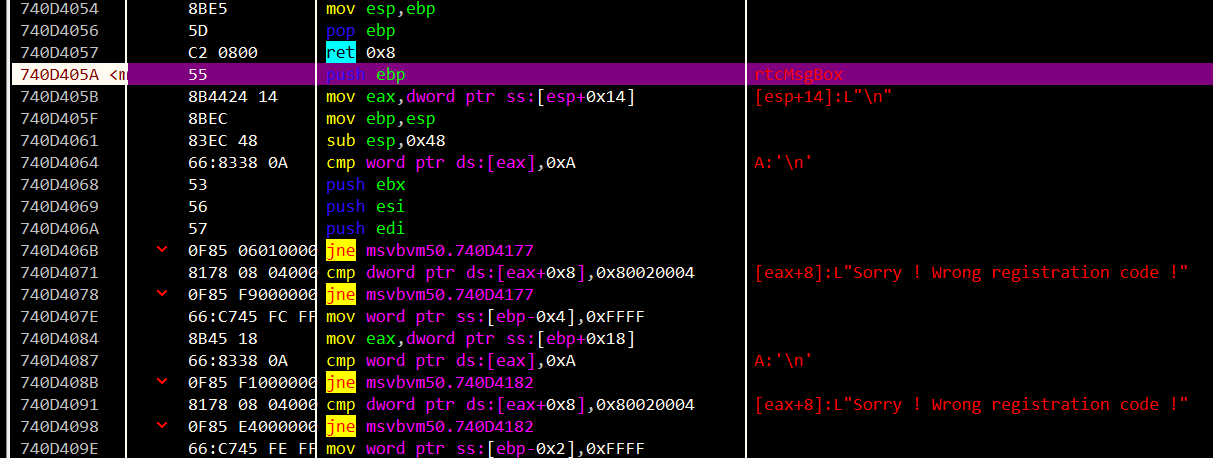 740D4054 8BE5 mov esp,ebp
740D4056 5D pop ebp
740D4057 C2 0800 ret 0x8
740D405A <m 55 push ebp rtcMsgBox
740D405B 8B4424 14 mov eax,dword ptr ss:[esp+0x14] [esp+14]:L"\n"
740D405F 8BEC mov ebp,esp
740D4061 83EC 48 sub esp,0x48
740D4064 66:8338 0A cmp word ptr ds:[eax],0xA A:'\n'
740D4068 53 push ebx
740D4069 56 push esi
740D406A 57 push edi
740D406B 0F85 06010000 jne msvbvm50.740D4177
740D4071 8178 08 04000 cmp dword ptr ds:[eax+0x8],0x80020004 [eax+8]:L"Sorry ! Wrong registration code !"
740D4078 0F85 F9000000 jne msvbvm50.740D4177
740D407E 66:C745 FC FF mov word ptr ss:[ebp-0x4],0xFFFF
740D4084 8B45 18 mov eax,dword ptr ss:[ebp+0x18]
740D4087 66:8338 0A cmp word ptr ds:[eax],0xA A:'\n'
740D408B 0F85 F1000000 jne msvbvm50.740D4182
740D4091 8178 08 04000 cmp dword ptr ds:[eax+0x8],0x80020004 [eax+8]:L"Sorry ! Wrong registration code !"
740D4098 0F85 E4000000 jne msvbvm50.740D4182
740D409E 66:C745 FE FF mov word ptr ss:[ebp-0x2],0xFFFF